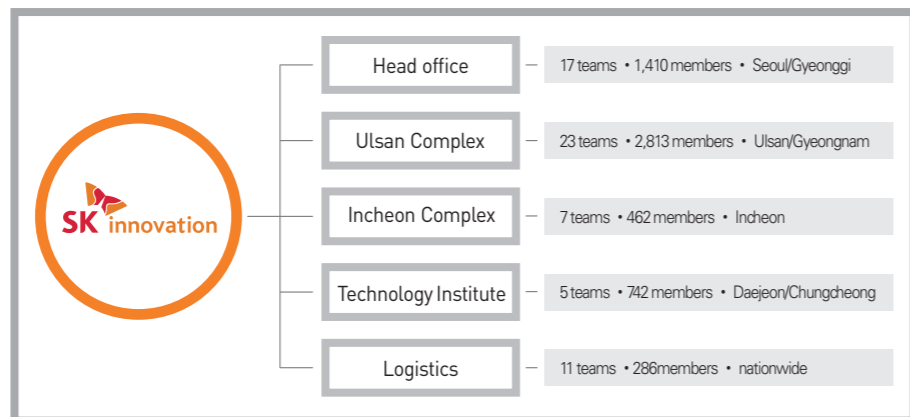 SK innovation
Head office
17 teams • 1,410 members • Seoul/Gyeonggi
Ulsan Complex
23 teams • 2,813 members • Ulsan/Gyeongnam
Incheon Complex
7 teams • 462 members • Incheon
Technology Institute
5 teams • 742 members • Daejeon/Chungcheong
Logistics
11 teams • 286members • nationwide